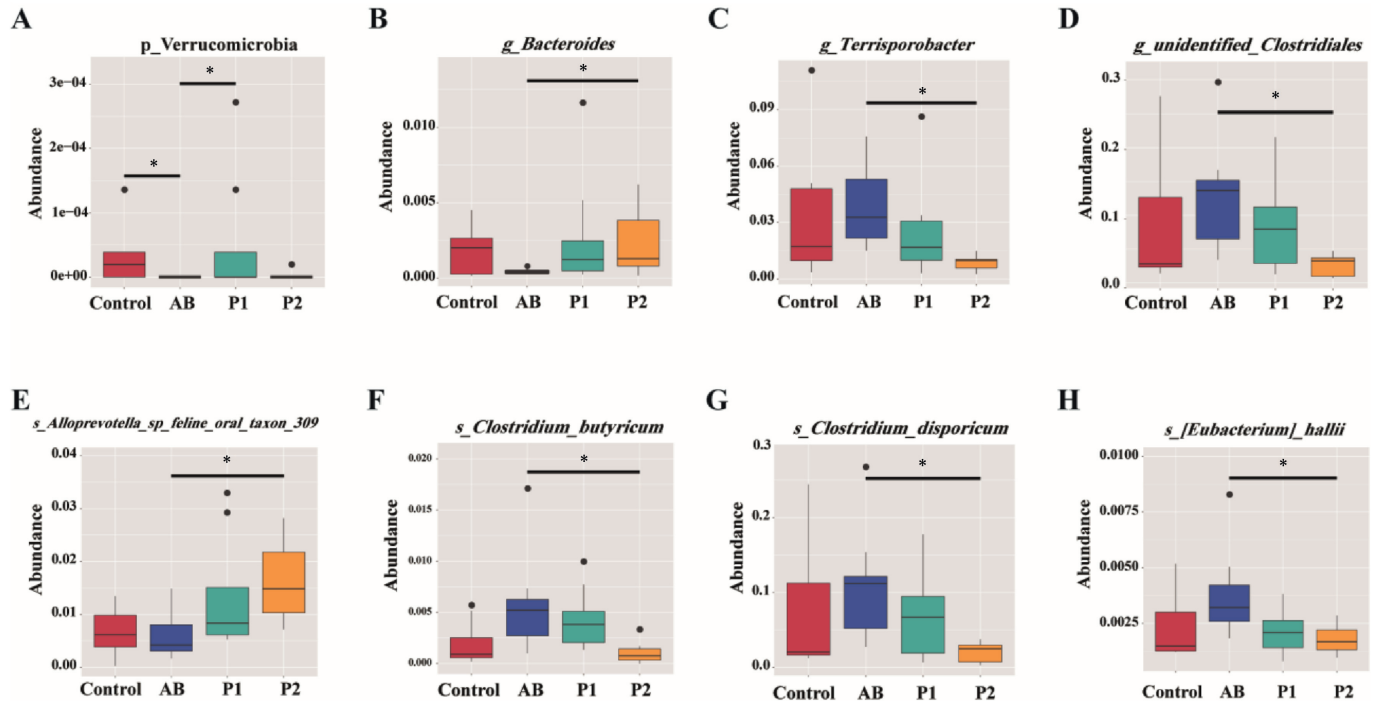 A
p_Verrucomicrobia
*
*
3e−04
2e−04
1e−04
0e+00
Abundance
Control AB P1 P2
B
g_Bacteroides
*
0.010
0.005
0.000
Abundance
Control AB P1 P2
C
g_Terrisporobacter
*
0.09
0.06
0.03
0.00
Abundance
Control AB P1 P2
D
g_unidentified_Clostridiales
*
0.3
0.2
0.1
0.0
Abundance
Control AB P1 P2
E
s_Alloprevotella_sp_feline_oral_taxon_309
*
0.04
0.03
0.02
0.01
0.00
Abundance
Control AB P1 P2
F
s_Clostridium_butyricum
*
0.020
0.015
0.010
0.005
0.000
Abundance
Control AB P1 P2
G
s_Clostridium_disporicum
*
0.3
0.2
0.1
0.0
Abundance
Control AB P1 P2
H
s_[Eubacterium]_hallii
*
0.0100
0.0075
0.0050
0.0025
Abundance
Control AB P1 P2